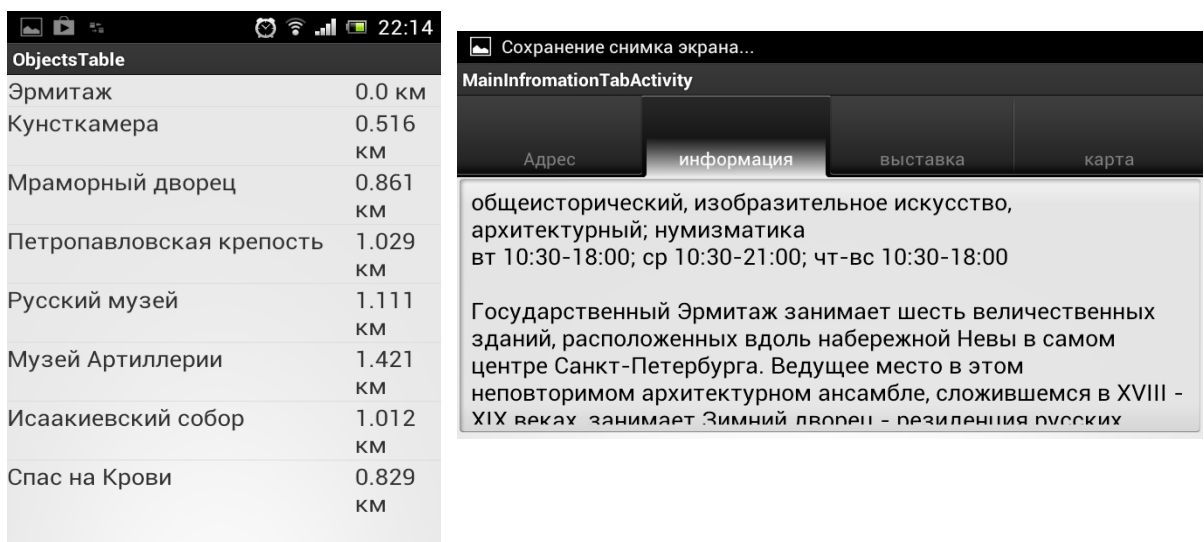 22:14
ObjectsTable
Эрмитаж 0.0 км
Кунсткамера 0.516
км
Мраморный дворец 0.861
км
Петропавловская крепость 1.029
км
Русский музей 1.111
км
Музей Артиллерии 1.421
км
Исаакиевский собор 1.012
км
Спас на Крови 0.829
км
Сохранение снимка экрана...
MainInfromationTabActivity
Адрес информация выставка карта
общеисторический, изобразительное искусство,
архитектурный; нумизматика
вт 10:30-18:00; ср 10:30-21:00; чт-вс 10:30-18:00
Государственный Эрмитаж занимает шесть величественных
зданий, расположенных вдоль набережной Невы в самом
центре Санкт-Петербурга. Ведущее место в этом
неповторимом архитектурном ансамбле, сложившемся в XVIII -
XIX веках, занимает Зимний дворец - резиденция русских